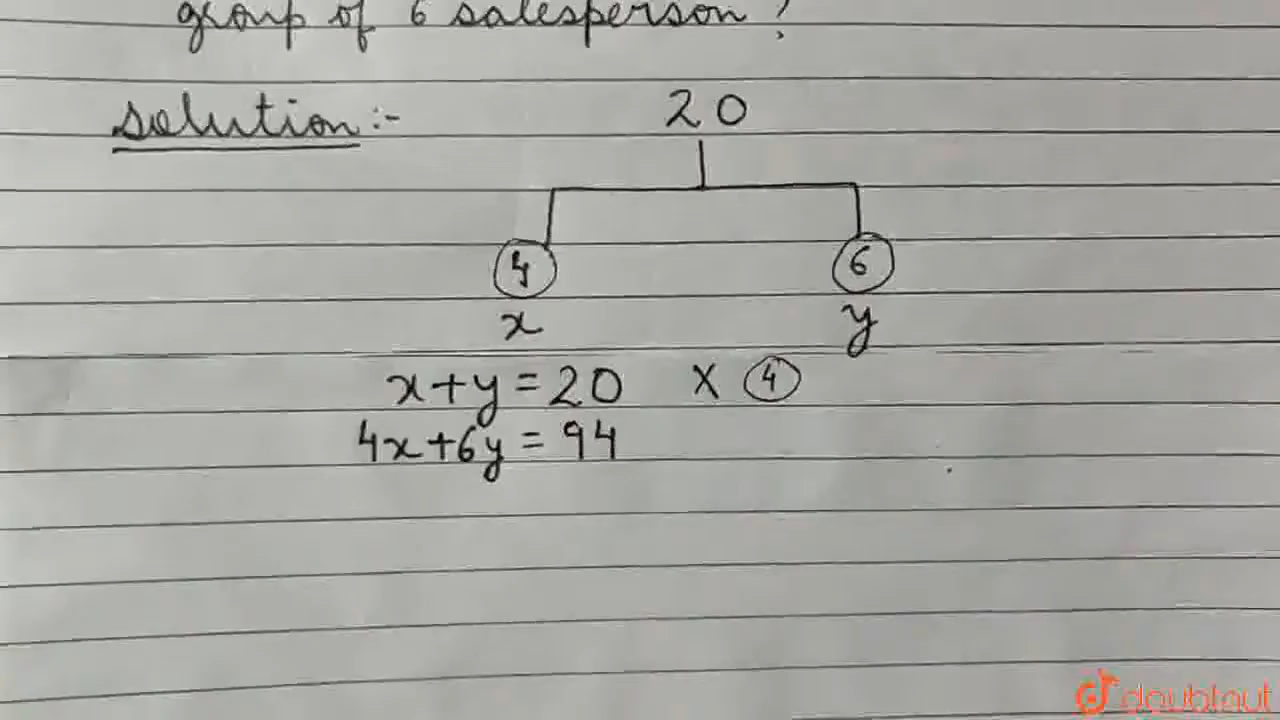 group of 6 salesperson ?
solution :-
20
4 6
x y
x+y=20 X 4
4x+6y=94
doubtnut